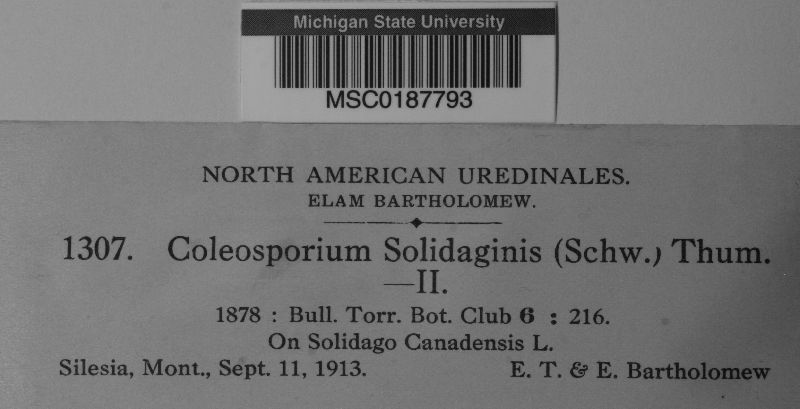 Michigan State University
MSC0187793
NORTH AMERICAN UREDINALES.
ELAM BARTHOLOMEW.
1307. Coleosporium Solidaginis (Schw.) Thum.
—II.
1878 : Bull. Torr. Bot. Club 6 : 216.
On Solidago Canadensis L.
Silesia, Mont., Sept. 11, 1913. E. T. & E. Bartholomew